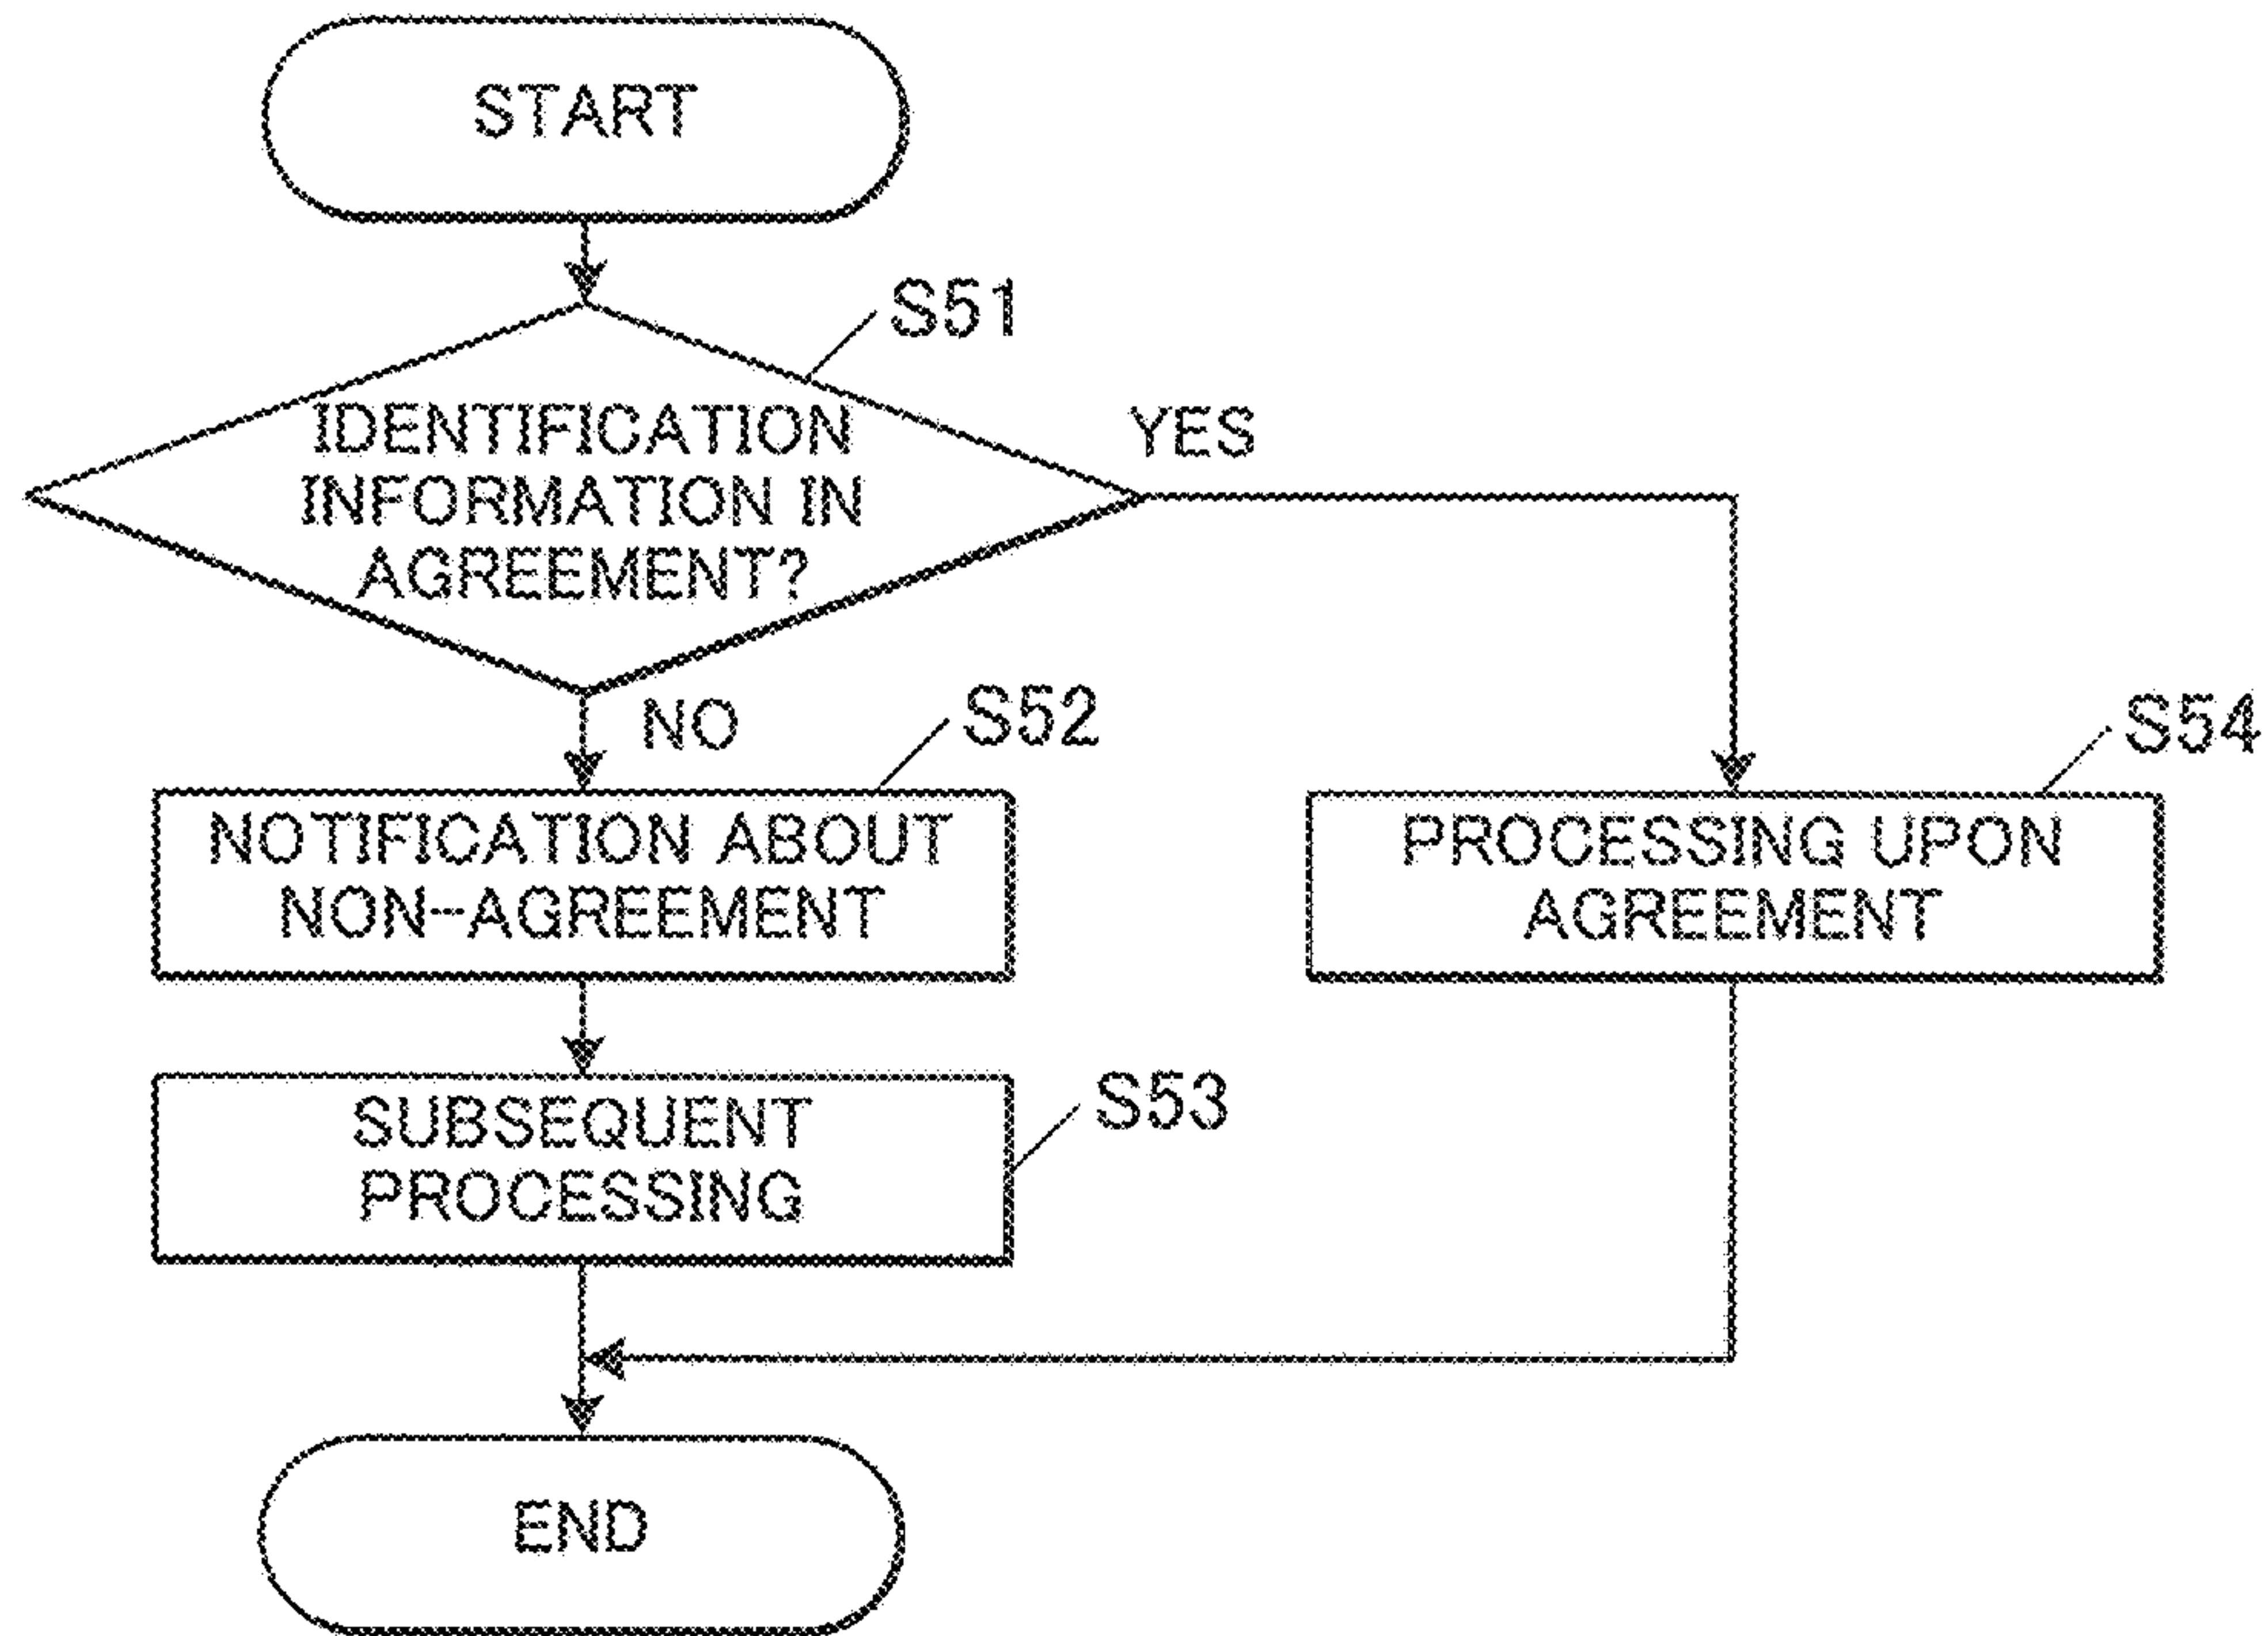 START
S51
IDENTIFICATION
INFORMATION IN
AGREEMENT?
YES
NO
S52
NOTIFICATION ABOUT
NON-AGREEMENT
S54
PROCESSING UPON
AGREEMENT
S53
SUBSEQUENT
PROCESSING
END